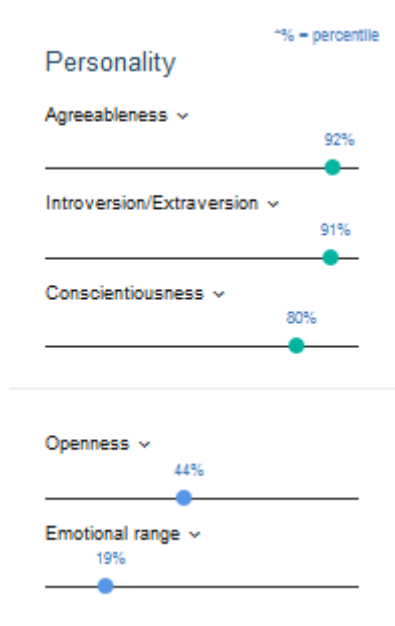 ~% = percentile
Personality
Agreeableness
92%
Introversion/Extraversion
91%
Conscientiousness
80%
Openness
44%
Emotional range
19%